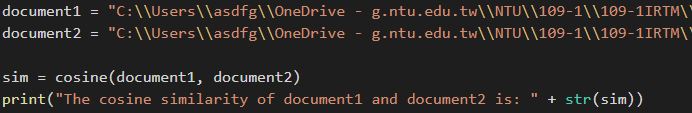 document1 = "C:\\Users\\asdfg\\OneDrive - g.ntu.edu.tw\\NTU\\109-1\\109-1IRTM\\
document2 = "C:\\Users\\asdfg\\OneDrive - g.ntu.edu.tw\\NTU\\109-1\\109-1IRTM\\
sim = cosine(document1, document2)
print("The cosine similarity of document1 and document2 is: " + str(sim))